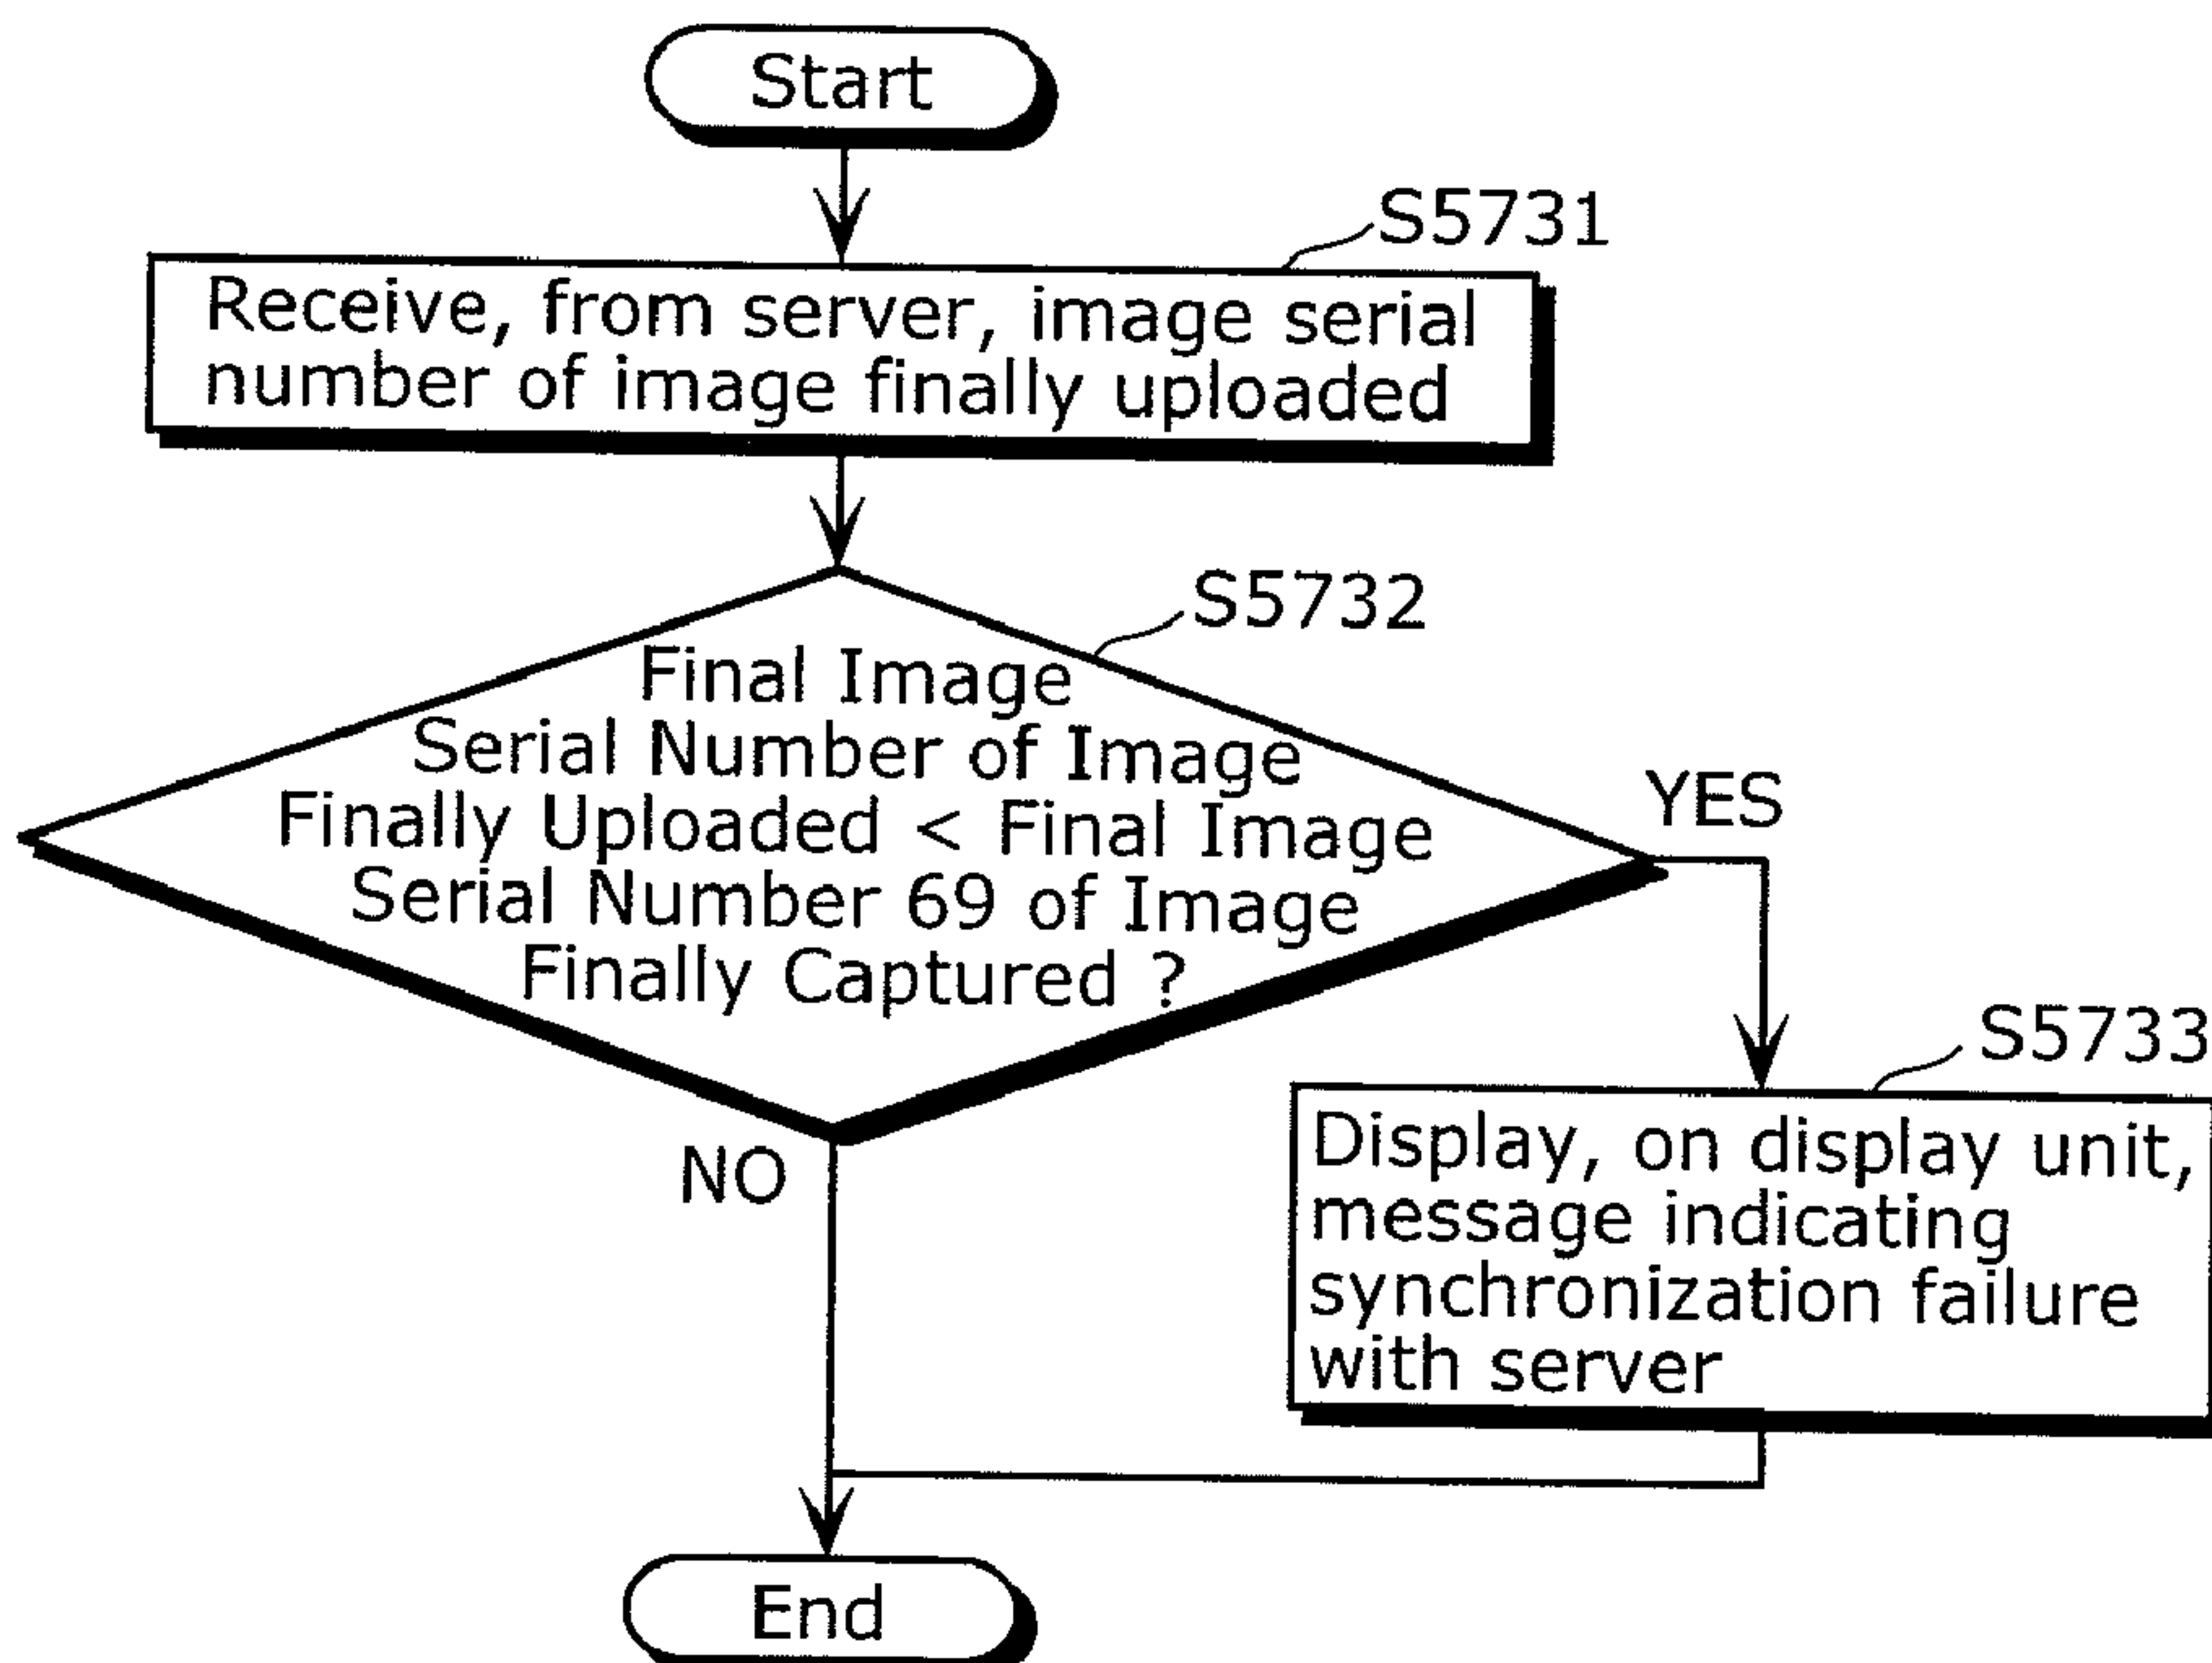 Start
S5731
Receive, from server, image serial
number of image finally uploaded
S5732
Final Image
Serial Number of Image
Finally Uploaded < Final Image
Serial Number 69 of Image
Finally Captured ?
YES
NO
S5733
Display, on display unit,
message indicating
synchronization failure
with server
End